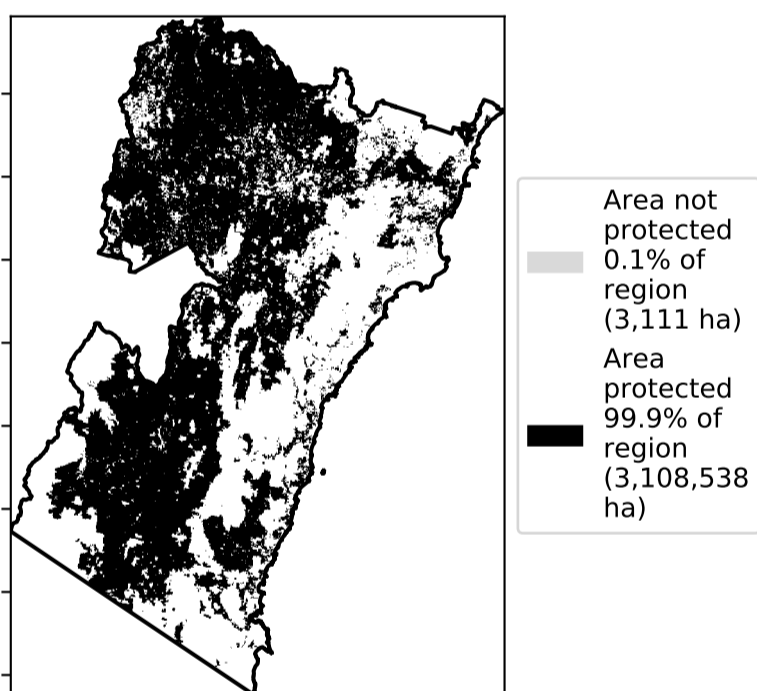 Area not
protected
0.1% of
region
(3,111 ha)
Area
protected
99.9% of
region
(3,108,538
ha)